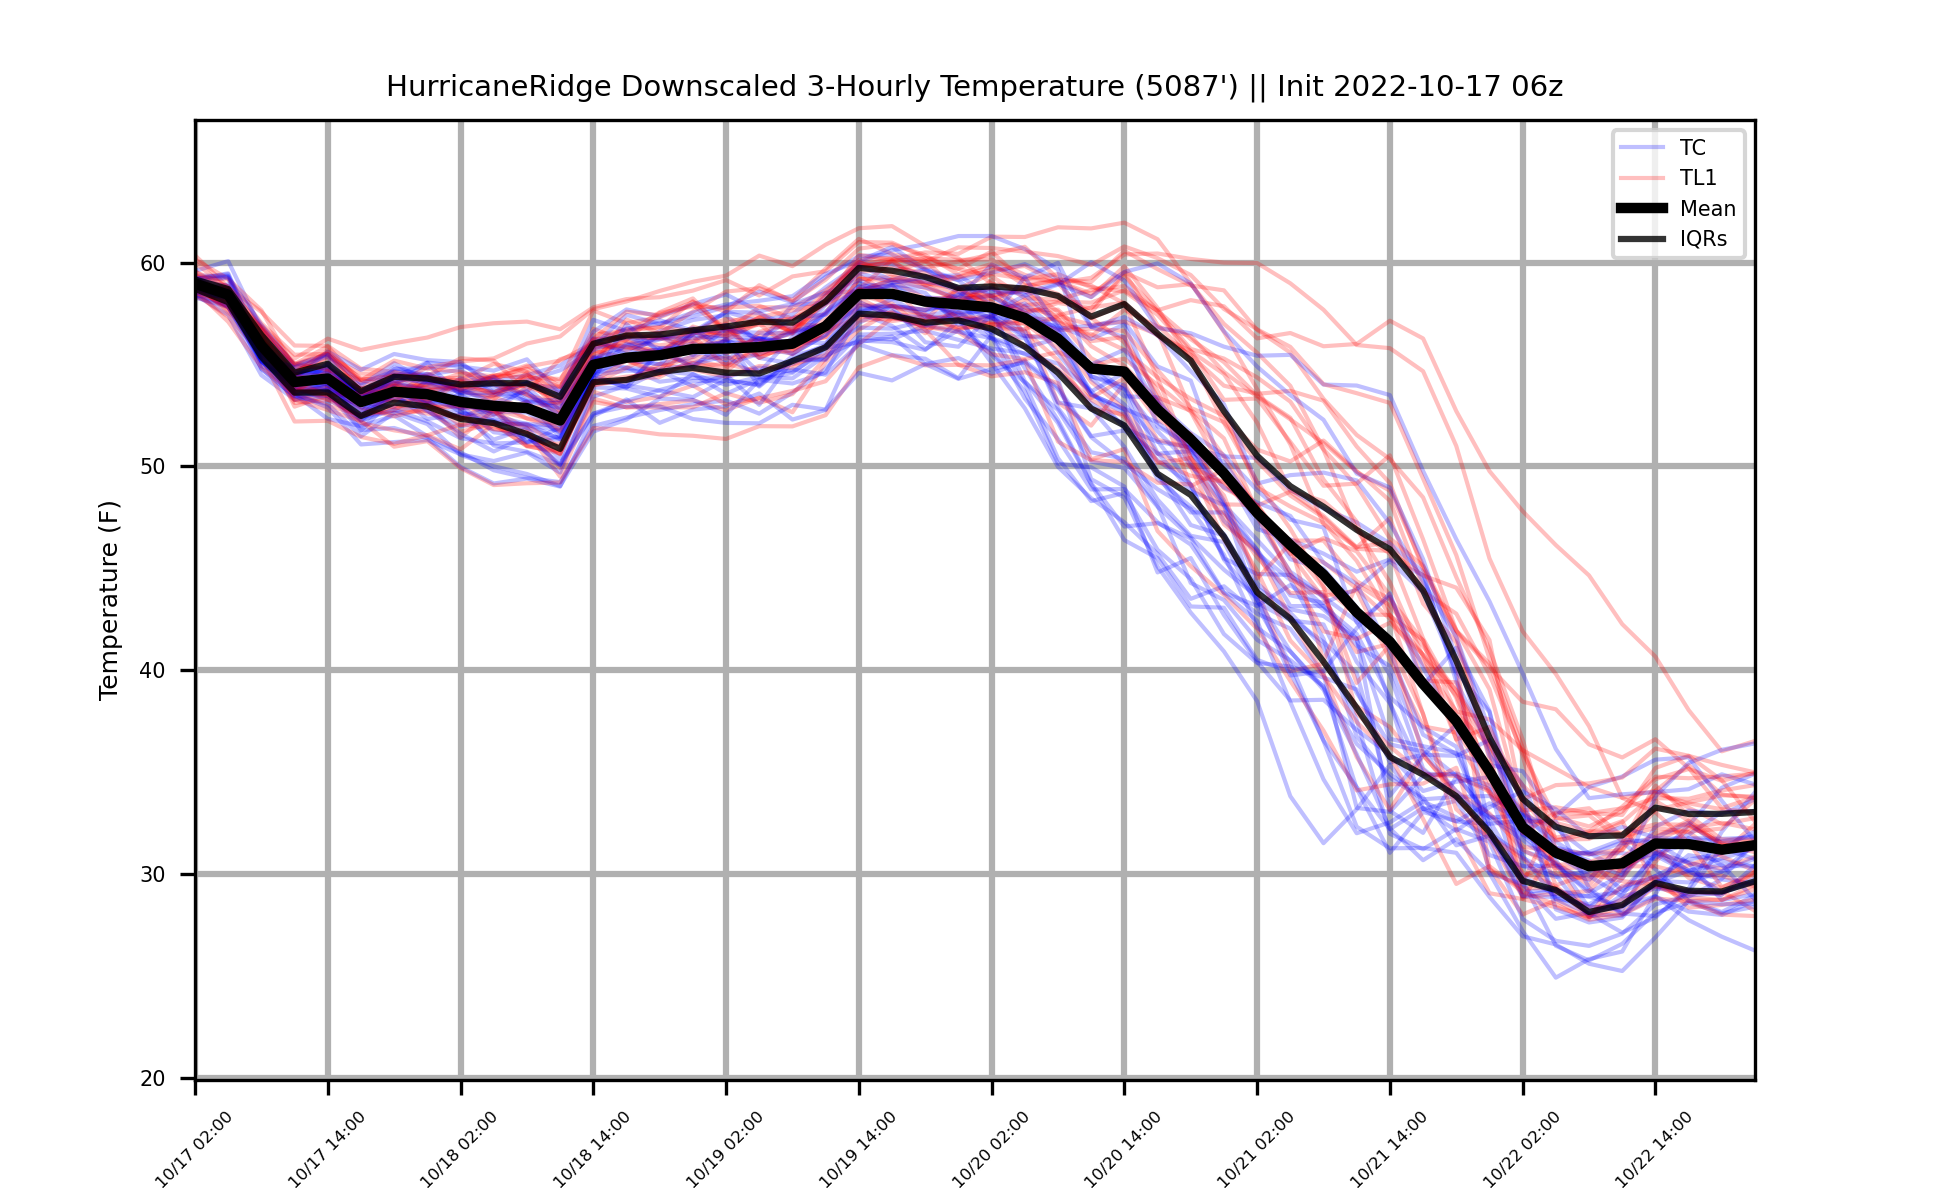 HurricaneRidge Downscaled 3-Hourly Temperature (5087') || Init 2022-10-17 06z
TC
TL1
Mean
IQRs
Temperature (F)
60
50
40
30
20
10/17 02:00
10/17 14:00
10/18 02:00
10/18 14:00
10/19 02:00
10/19 14:00
10/20 02:00
10/20 14:00
10/21 02:00
10/21 14:00
10/22 02:00
10/22 14:00